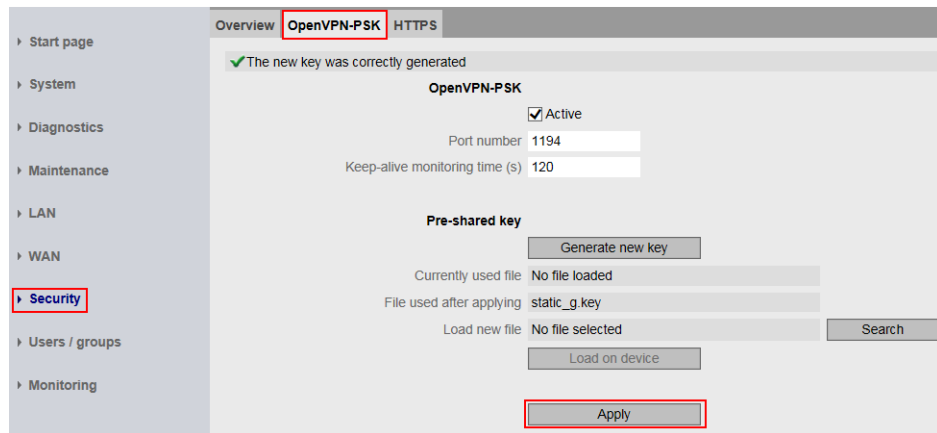 Overview OpenVPN-PSK HTTPS
Start page
System
Diagnostics
Maintenance
LAN
WAN
Security
Users / groups
Monitoring
The new key was correctly generated
OpenVPN-PSK
Active
Port number 1194
Keep-alive monitoring time (s) 120
Pre-shared key
Generate new key
Currently used file No file loaded
File used after applying static_g.key
Load new file No file selected Search
Load on device
Apply